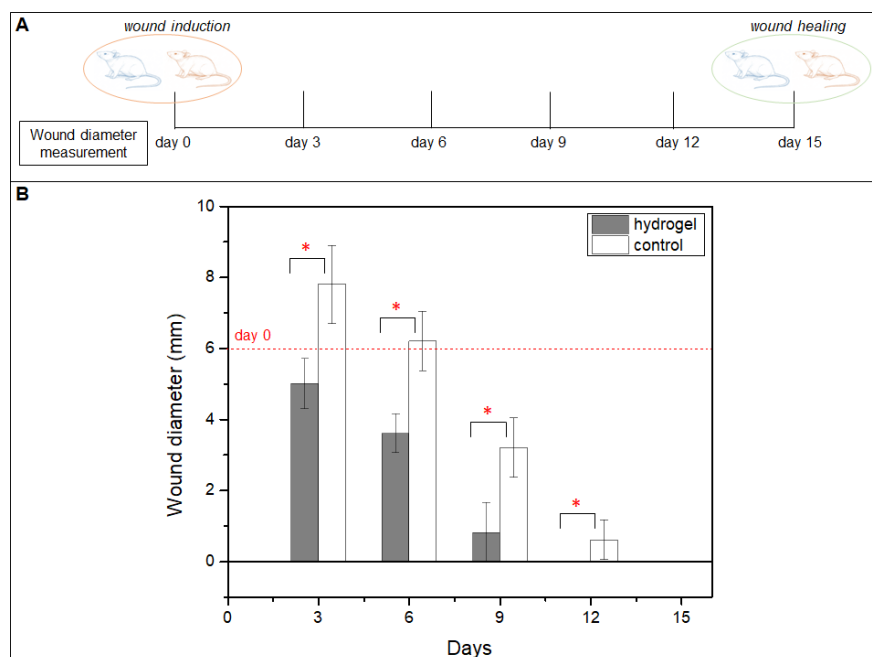 A
wound induction
wound healing
Wound diameter
measurement
day 0
day 3
day 6
day 9
day 12
day 15
B
10
8
6
4
2
0
Wound diameter (mm)
hydrogel
control
*
*
*
*
day 0
0
3
6
9
12
15
Days